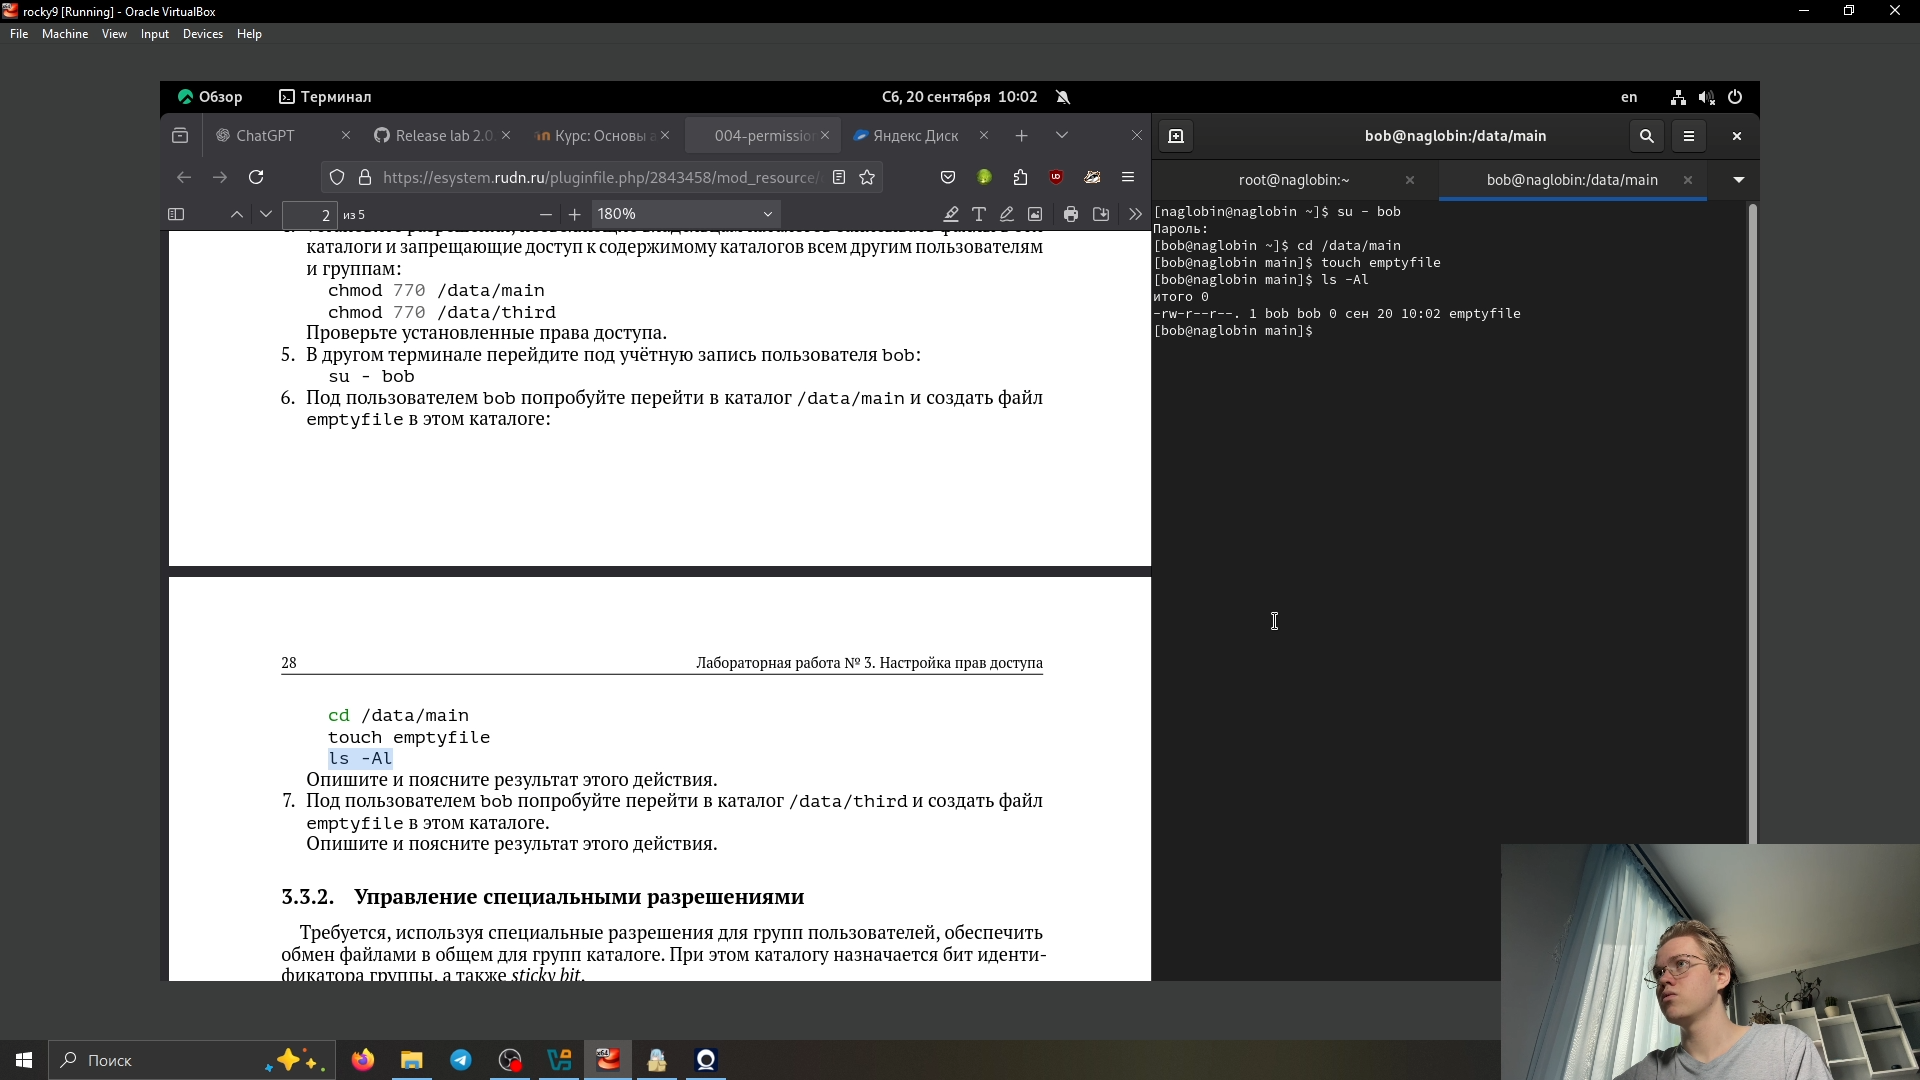 rocky9 [Running] - Oracle VirtualBox
File Machine View Input Devices Help
Обзор Терминал Сб, 20 сентября 10:02 en
ChatGPT Release lab 2.0 Курс: Основы а 004-permissio Яндекс Диск
https://esystem.rudn.ru/pluginfile.php/2843458/mod_resource/
2 из 5 180%
каталоги и запрещающие доступ к содержимому каталогов всем другим пользователям
и группам:
chmod 770 /data/main
chmod 770 /data/third
Проверьте установленные права доступа.
5. В другом терминале перейдите под учётную запись пользователя bob:
su - bob
6. Под пользователем bob попробуйте перейти в каталог /data/main и создать файл
emptyfile в этом каталоге:
28 Лабораторная работа № 3. Настройка прав доступа
cd /data/main
touch emptyfile
ls -Al
Опишите и поясните результат этого действия.
7. Под пользователем bob попробуйте перейти в каталог /data/third и создать файл
emptyfile в этом каталоге.
Опишите и поясните результат этого действия.
3.3.2. Управление специальными разрешениями
Требуется, используя специальные разрешения для групп пользователей, обеспечить
обмен файлами в общем для групп каталоге. При этом каталогу назначается бит иденти-
фикатора группы, а также sticky bit.
bob@naglobin:/data/main
root@naglobin:~ bob@naglobin:/data/main
[naglobin@naglobin ~]$ su - bob
Пароль:
[bob@naglobin ~]$ cd /data/main
[bob@naglobin main]$ touch emptyfile
[bob@naglobin main]$ ls -Al
итого 0
-rw-r--r--. 1 bob bob 0 сен 20 10:02 emptyfile
[bob@naglobin main]$
Поиск